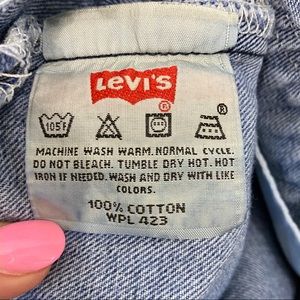 LEVI'S
®
105F
®
MACHINE WASH WARM. NORMAL CYCLE.
DO NOT BLEACH. TUMBLE DRY HOT. HOT
IRON IF NEEDED. WASH AND DRY WITH LIKE
COLORS.
100% COTTON
WPL 423